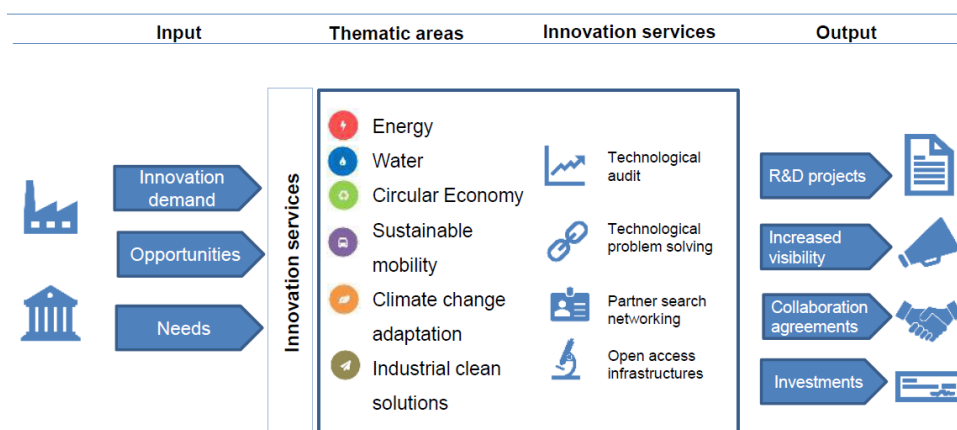 Input
Thematic areas
Innovation services
Output
Innovation
demand
Opportunities
Needs
Innovation services
Energy
Water
Circular Economy
Sustainable
mobility
Climate change
adaptation
Industrial clean
solutions
Technological
audit
Technological
problem solving
Partner search
networking
Open access
infrastructures
R&D projects
Increased
visibility
Collaboration
agreements
Investments